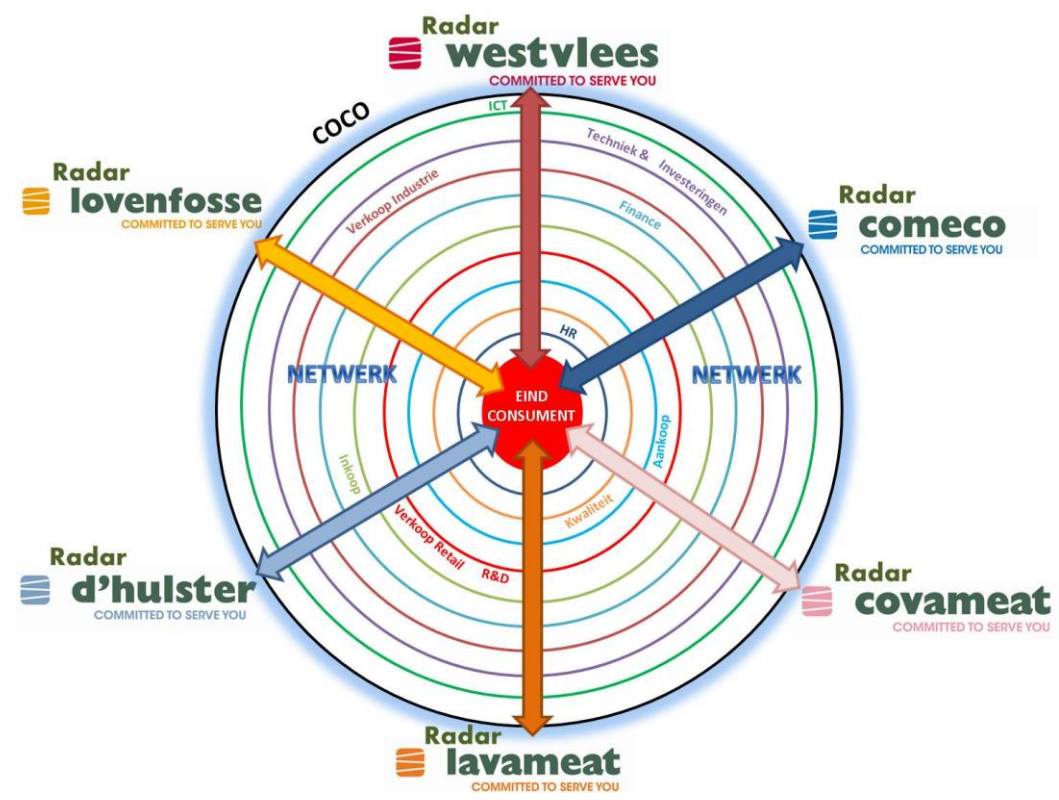 Radar
westvlees
COMMITTED TO SERVE YOU
COCO
ICT
Techniek & Investeringen
Radar
lovenfosse
COMMITTED TO SERVE YOU
Verkoop Industrie
Finance
Radar
comeco
COMMITTED TO SERVE YOU
HR
NETWERK
NETWERK
EIND
CONSUMENT
Inkoop
Aankoop
Verkoop Retail
R&D
Kwaliteit
Radar
d'hulster
COMMITTED TO SERVE YOU
Radar
covameat
COMMITTED TO SERVE YOU
Radar
lavameat
COMMITTED TO SERVE YOU